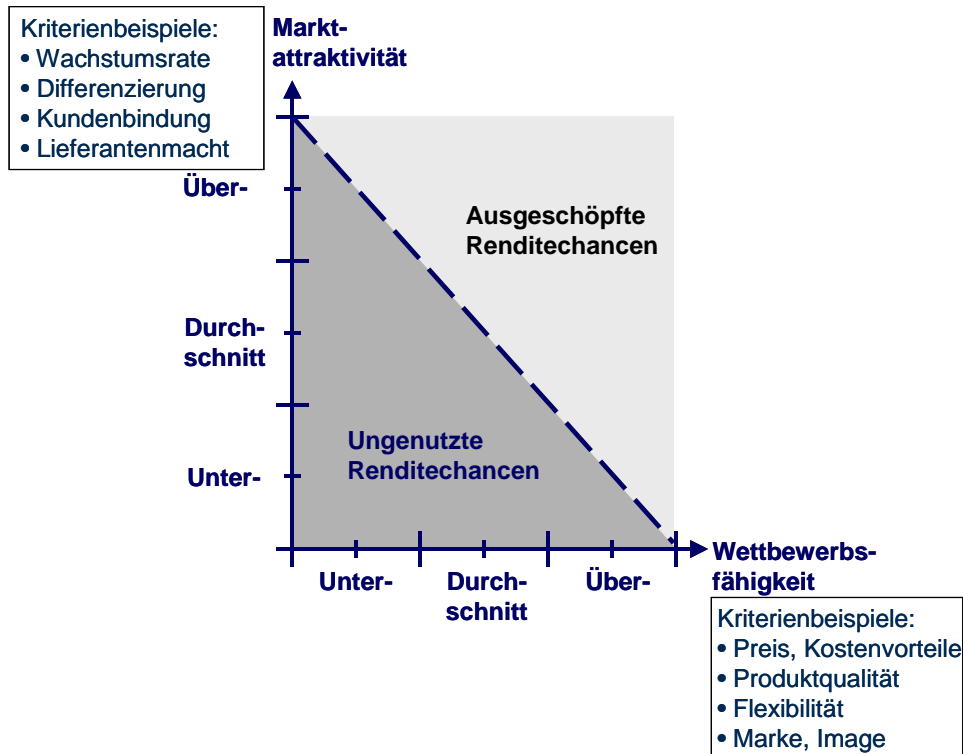 Kriterienbeispiele:
• Wachstumsrate
• Differenzierung
• Kundenbindung
• Lieferantenmacht
Markt-
attraktivität
Über-
Durch-
schnitt
Unter-
Ausgeschöpfte
Renditechancen
Ungenutzte
Renditechancen
Unter-
Durch-
schnitt
Über-
Wettbewerbs-
fähigkeit
Kriterienbeispiele:
• Preis, Kostenvorteile
• Produktqualität
• Flexibilität
• Marke, Image